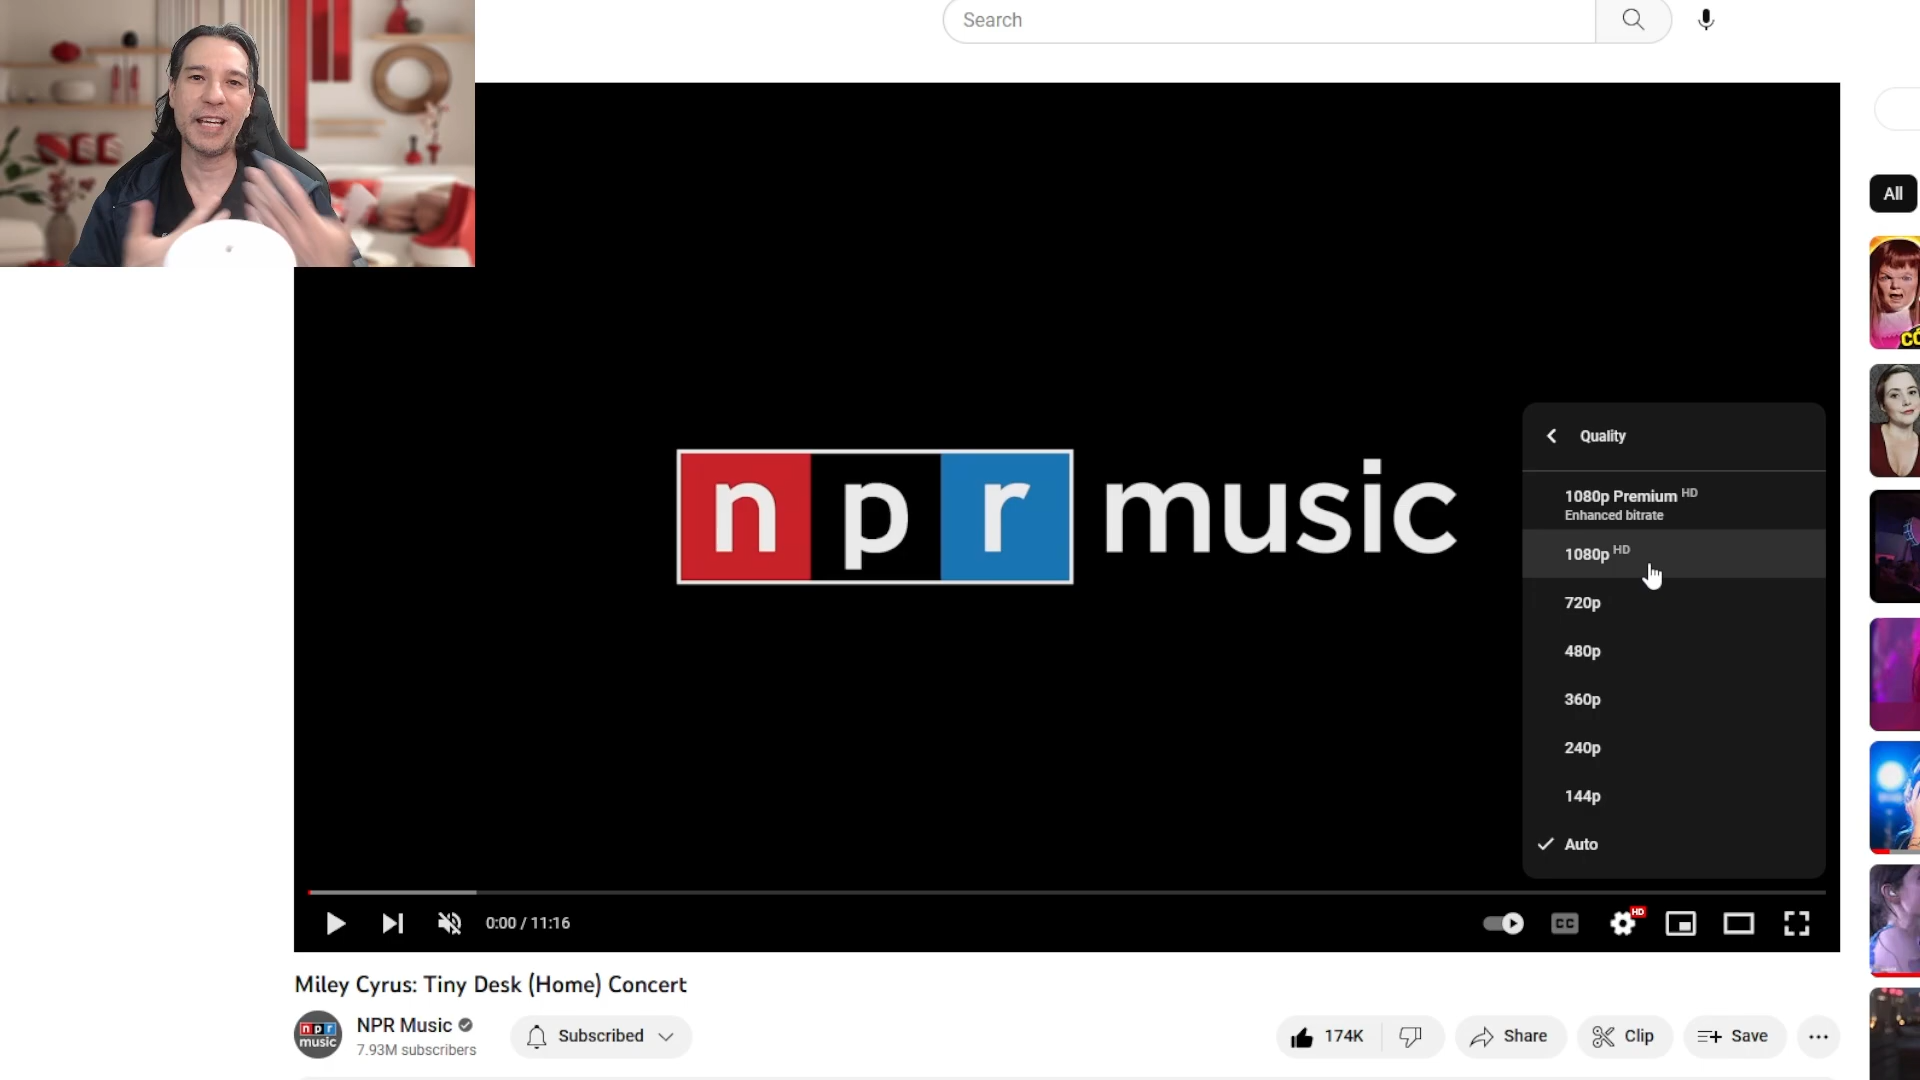 Search
All
npr music
Quality
1080p Premium HD
Enhanced bitrate
1080p HD
720p
480p
360p
240p
144p
Auto
0:00 / 11:16
CC
HD
Miley Cyrus: Tiny Desk (Home) Concert
npr
music
NPR Music
7.93M subscribers
Subscribed
174K
Share
Clip
Save